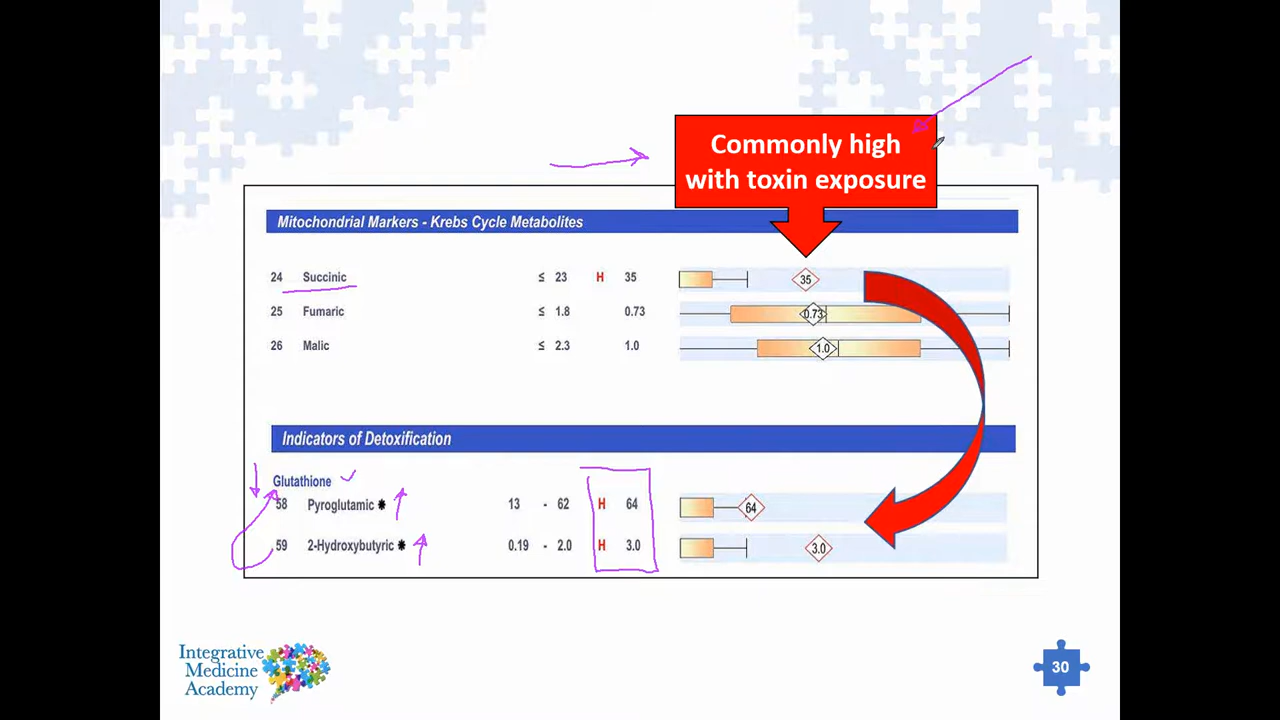 Commonly high
with toxin exposure
Mitochondrial Markers - Krebs Cycle Metabolites
24 Succinic ≤ 23 H 35 35
25 Fumaric ≤ 1.8 0.73 0.73
26 Malic ≤ 2.3 1.0 1.0
Indicators of Detoxification
Glutathione
58 Pyroglutamic * 13 - 62 H 64 64
59 2-Hydroxybutyric * 0.19 - 2.0 H 3.0 3.0
Integrative
Medicine
Academy
30